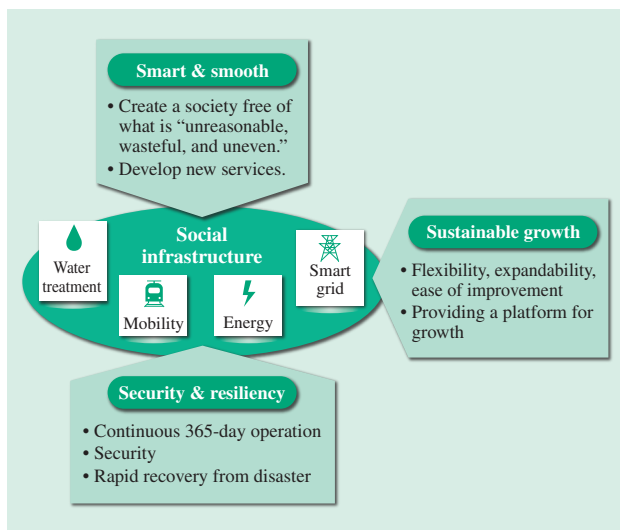 Smart & smooth
• Create a society free of
what is “unreasonable,
wasteful, and uneven.”
• Develop new services.
Social
infrastructure
Water
treatment
Mobility
Energy
Smart
grid
Sustainable growth
• Flexibility, expandability,
ease of improvement
• Providing a platform for
growth
Security & resiliency
• Continuous 365-day operation
• Security
• Rapid recovery from disaster